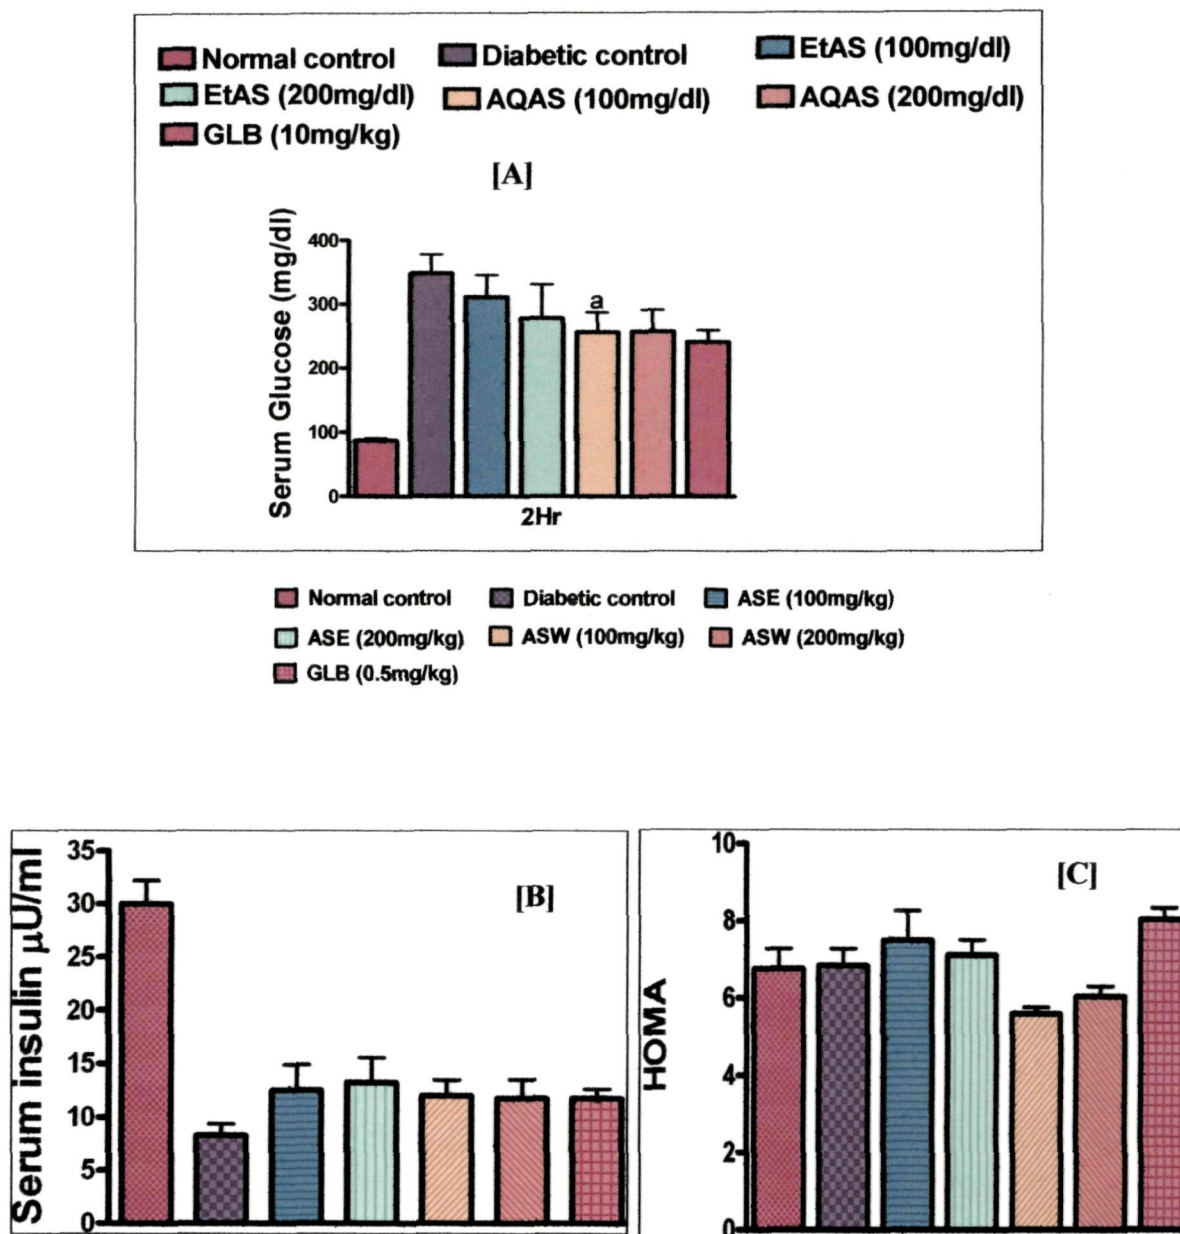 Normal control Diabetic control EtAS (100mg/dl)
EtAS (200mg/dl) AQAS (100mg/dl) AQAS (200mg/dl)
GLB (10mg/kg)
[A]
Serum Glucose (mg/dl)
400
300
200
100
0
a
2Hr
Normal control Diabetic control ASE (100mg/kg)
ASE (200mg/kg) ASW (100mg/kg) ASW (200mg/kg)
GLB (0.5mg/kg)
Serum insulin µU/ml
35
30
25
20
15
10
5
0
[B]
HOMA
10
8
6
4
2
0
[C]